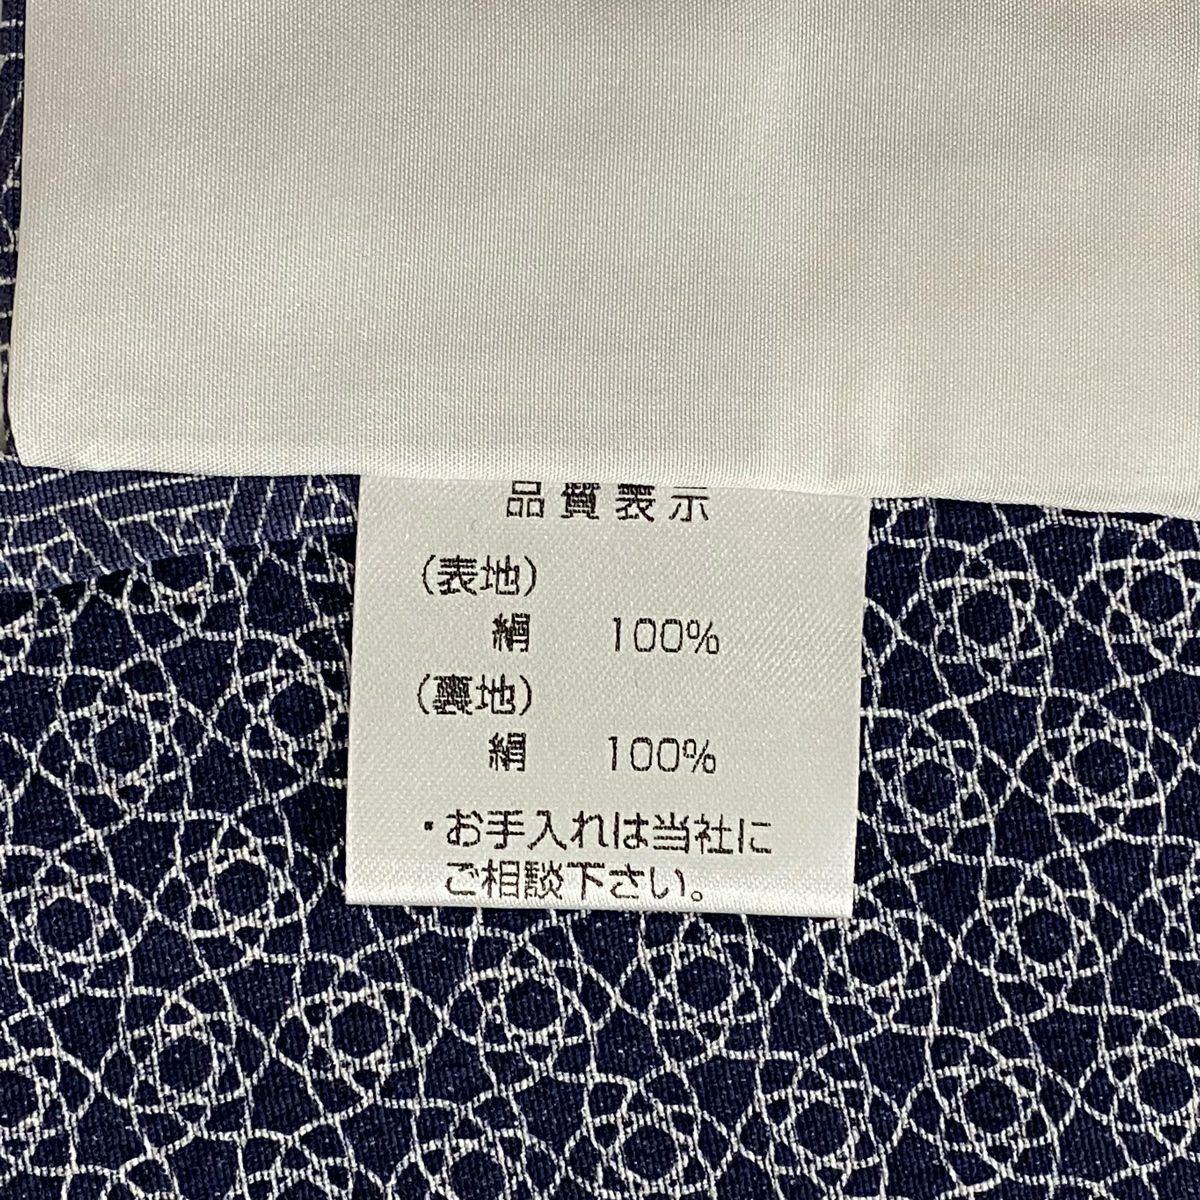 品質表示
(表地)
絹 100%
(裏地)
絹 100%
・お手入れは当社に
ご相談下さい。